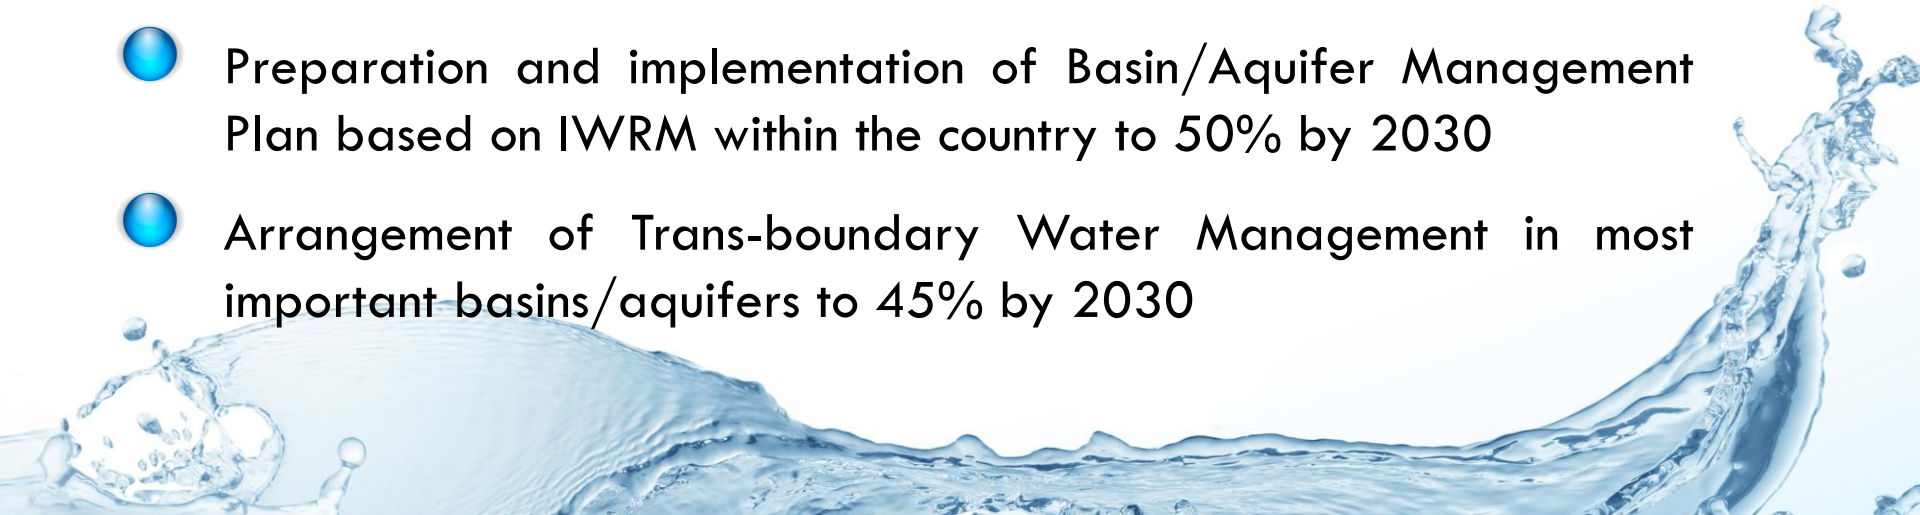 Preparation and implementation of Basin/Aquifer Management
Plan based on IWRM within the country to 50% by 2030
Arrangement of Trans-boundary Water Management in most
important basins/aquifers to 45% by 2030